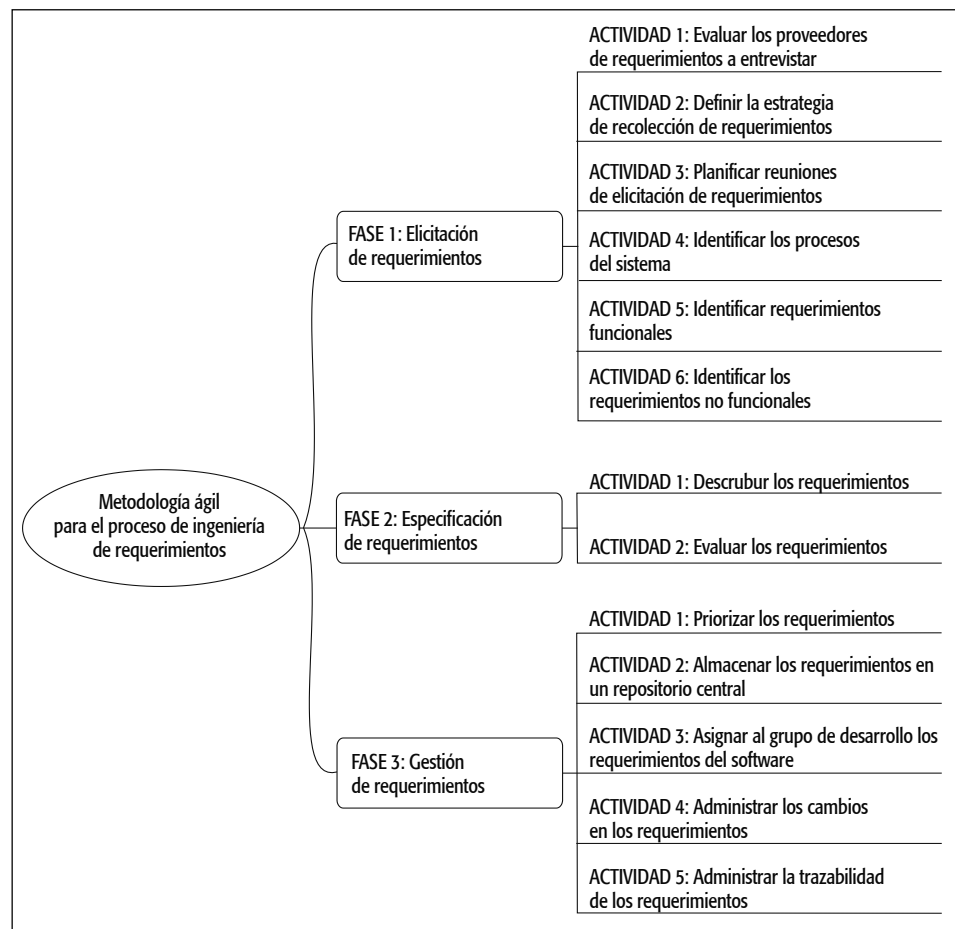 Metodología ágil
para el proceso de ingeniería
de requerimientos
FASE 1: Elicitación
de requerimientos
ACTIVIDAD 1: Evaluar los proveedores
de requerimientos a entrevistar
ACTIVIDAD 2: Definir la estrategia
de recolección de requerimientos
ACTIVIDAD 3: Planificar reuniones
de elicitación de requerimientos
ACTIVIDAD 4: Identificar los procesos
del sistema
ACTIVIDAD 5: Identificar requerimientos
funcionales
ACTIVIDAD 6: Identificar los
requerimientos no funcionales
FASE 2: Especificación
de requerimientos
ACTIVIDAD 1: Descrubur los requerimientos
ACTIVIDAD 2: Evaluar los requerimientos
FASE 3: Gestión
de requerimientos
ACTIVIDAD 1: Priorizar los requerimientos
ACTIVIDAD 2: Almacenar los requerimientos en
un repositorio central
ACTIVIDAD 3: Asignar al grupo de desarrollo los
requerimientos del software
ACTIVIDAD 4: Administrar los cambios
en los requerimientos
ACTIVIDAD 5: Administrar la trazabilidad
de los requerimientos